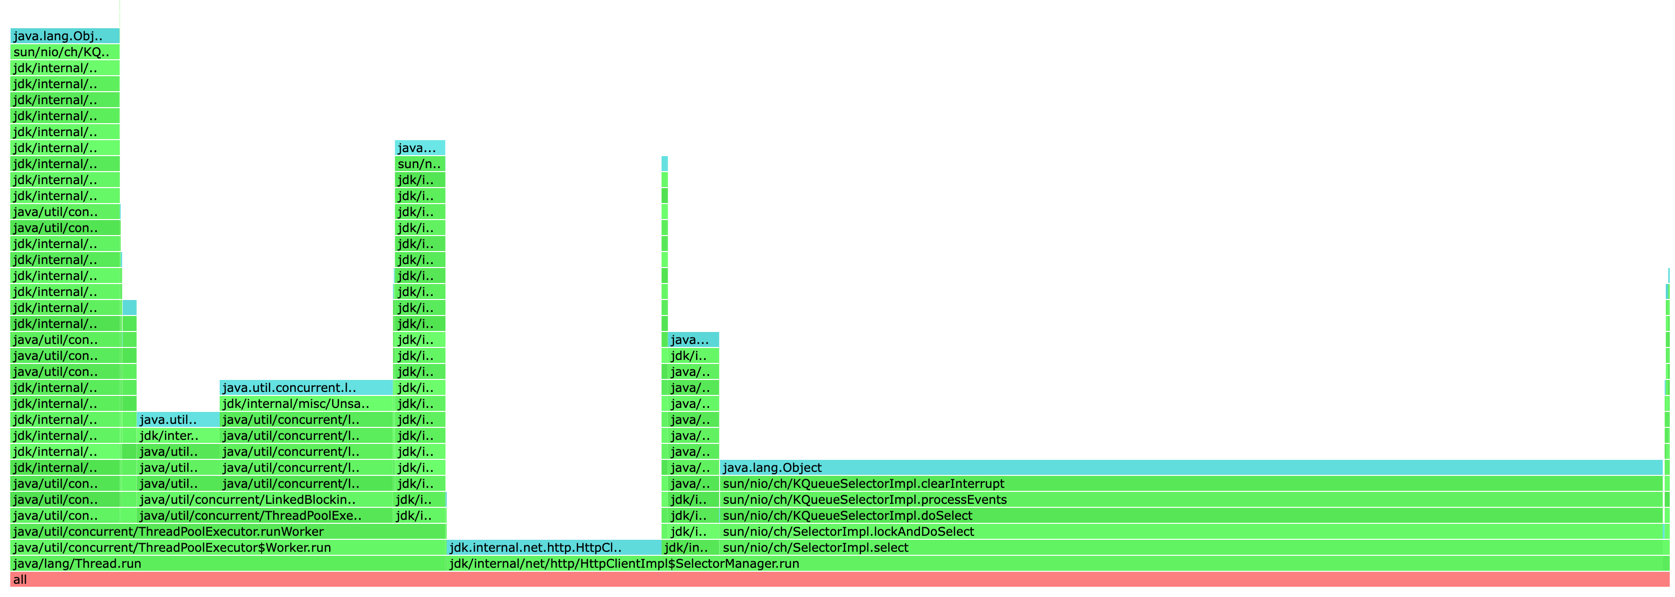 java.lang.Obj..
sun/nio/ch/KQ..
jdk/internal/..
jdk/internal/..
jdk/internal/..
jdk/internal/..
jdk/internal/..
jdk/internal/.. java...
jdk/internal/.. sun/n..
jdk/internal/.. jdk/i..
jdk/internal/.. jdk/i..
java/util/con.. jdk/i..
java/util/con.. jdk/i..
jdk/internal/.. jdk/i..
jdk/internal/.. jdk/i..
jdk/internal/.. jdk/i..
jdk/internal/.. jdk/i..
jdk/internal/.. jdk/i..
jdk/internal/.. jdk/i..
java/util/con.. jdk/i.. java...
java/util/con.. jdk/i.. jdk/i..
java/util/con.. jdk/i.. java/..
jdk/internal/.. java.util.concurrent.l.. jdk/i.. java/..
jdk/internal/.. jdk/internal/misc/Unsa.. jdk/i.. java/..
jdk/internal/.. java.util.. java/util/concurrent/l.. jdk/i.. java/..
jdk/internal/.. jdk/inter.. java/util/concurrent/l.. jdk/i.. java/..
jdk/internal/.. java/util.. java/util/concurrent/l.. jdk/i.. java/..
jdk/internal/.. java/util.. java/util/concurrent/l.. jdk/i.. java/.. java.lang.Object
java/util/con.. java/util.. java/util/concurrent/l.. jdk/i.. java/.. sun/nio/ch/KQueueSelectorImpl.clearInterrupt
java/util/con.. java/util/concurrent/LinkedBlockin.. jdk/i.. jdk/i.. sun/nio/ch/KQueueSelectorImpl.processEvents
java/util/con.. java/util/concurrent/ThreadPoolExe.. jdk/i.. jdk/i.. sun/nio/ch/KQueueSelectorImpl.doSelect
java/util/concurrent/ThreadPoolExecutor.runWorker jdk/i.. sun/nio/ch/SelectorImpl.lockAndDoSelect
java/util/concurrent/ThreadPoolExecutor$Worker.run jdk.internal.net.http.HttpCl.. jdk/in.. sun/nio/ch/SelectorImpl.select
java/lang/Thread.run jdk/internal/net/http/HttpClientImpl$SelectorManager.run
all